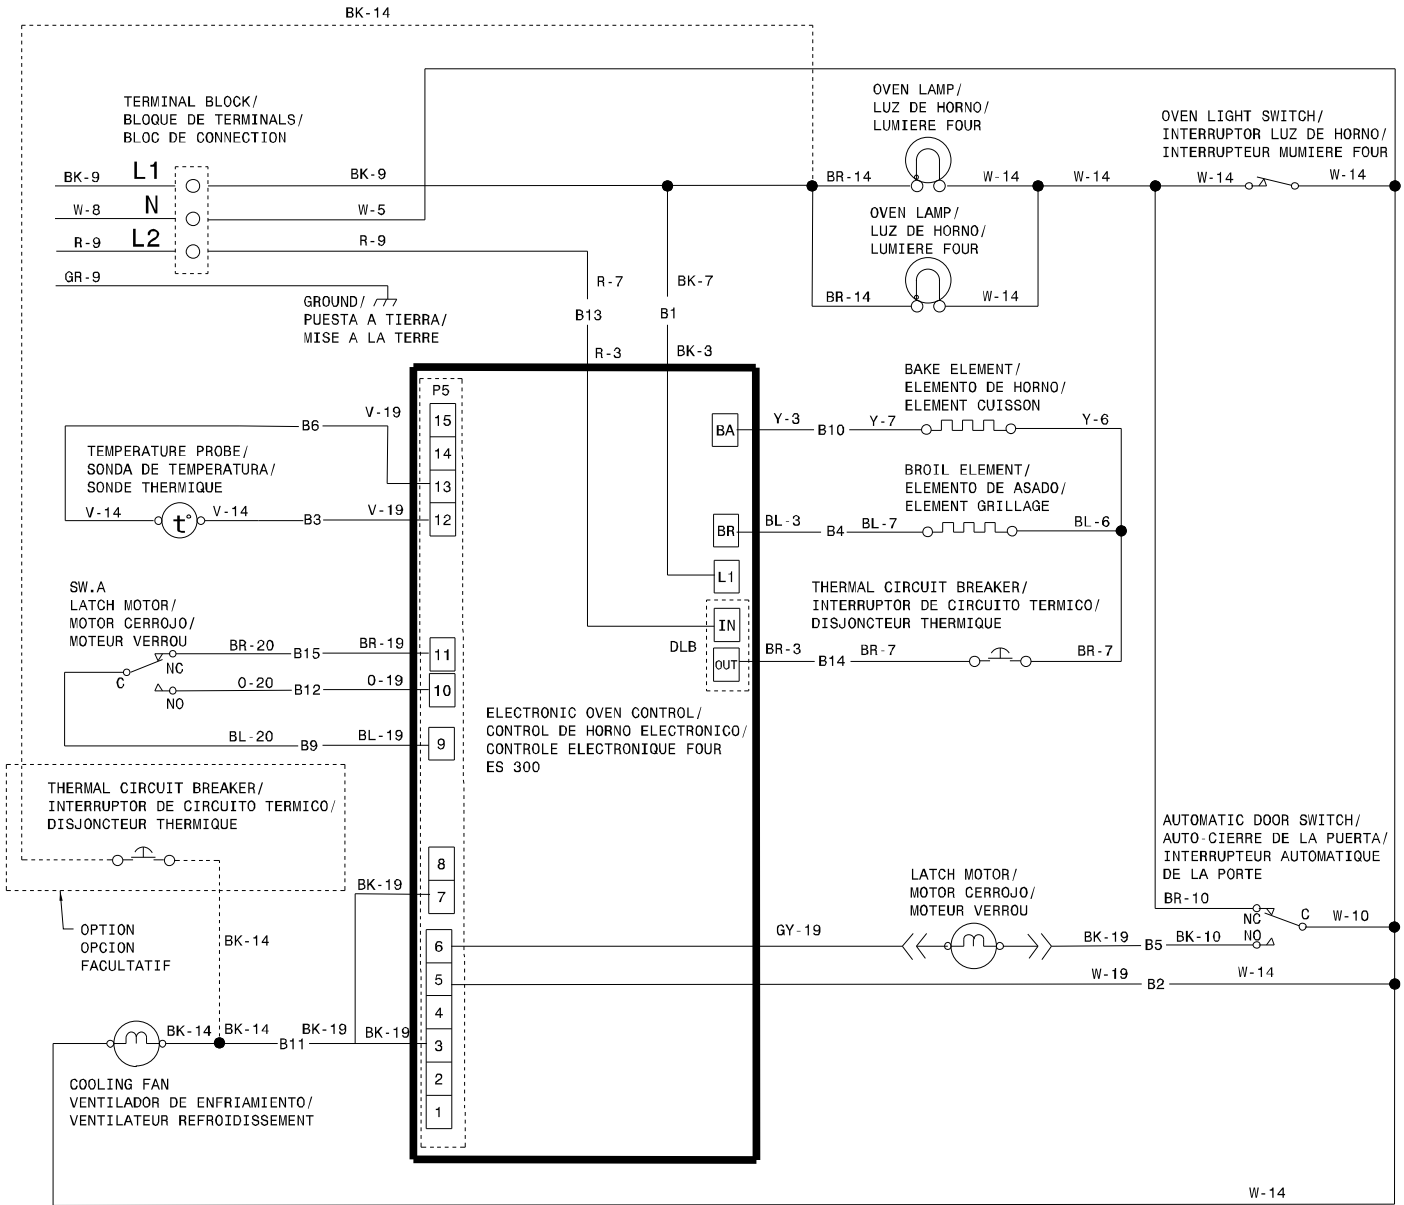 BK-14
TERMINAL BLOCK/
BLOQUE DE TERMINALS/
BLOC DE CONNECTION
OVEN LAMP/
LUZ DE HORNO/
LUMIERE FOUR
OVEN LIGHT SWITCH/
INTERRUPTOR LUZ DE HORNO/
INTERRUPTEUR MUMIERE FOUR
BK-9 L1 BK-9 BR-14 W-14 W-14 W-14 W-14
W-8 N W-5
OVEN LAMP/
LUZ DE HORNO/
LUMIERE FOUR
R-9 L2 R-9
GR-9 R-7 BK-7 BR-14 W-14
GROUND/
PUESTA A TIERRA/
MISE A LA TERRE
B13 B1
R-3 BK-3
P5
BAKE ELEMENT/
ELEMENTO DE HORNO/
ELEMENT CUISSON
V-19
B6
15
14
13
12
BA Y-3 B10 Y-7 Y-6
TEMPERATURE PROBE/
SONDA DE TEMPERATURA/
SONDE THERMIQUE
V-14 t° V-14 B3 V-19
BROIL ELEMENT/
ELEMENTO DE ASADO/
ELEMENT GRILLAGE
BR BL-3 B4 BL-7 BL-6
L1
IN
DLB
OUT
THERMAL CIRCUIT BREAKER/
INTERRUPTOR DE CIRCUITO TERMICO/
DISJONCTEUR THERMIQUE
BR-3 B14 BR-7 BR-7
SW.A
LATCH MOTOR/
MOTOR CERROJO/
MOTEUR VERROU
BR-20 B15 BR-19 11
NC
C
O-20 B12 O-19 10
NO
BL-20 B9 BL-19 9
ELECTRONIC OVEN CONTROL/
CONTROL DE HORNO ELECTRONICO/
CONTROLE ELECTRONIQUE FOUR
ES 300
THERMAL CIRCUIT BREAKER/
INTERRUPTOR DE CIRCUITO TERMICO/
DISJONCTEUR THERMIQUE
OPTION
OPCION
FACULTATIF
BK-14
BK-19
8
7
6
5
4
3
2
1
AUTOMATIC DOOR SWITCH/
AUTO-CIERRE DE LA PUERTA/
INTERRUPTEUR AUTOMATIQUE
DE LA PORTE
LATCH MOTOR/
MOTOR CERROJO/
MOTEUR VERROU
BR-10
NC C W-10
GY-19 BK-19 B5 BK-10 NO
W-19 B2 W-14
BK-14 BK-14 B11 BK-19 BK-19
COOLING FAN
VENTILADOR DE ENFRIAMIENTO/
VENTILATEUR REFROIDISSEMENT
W-14